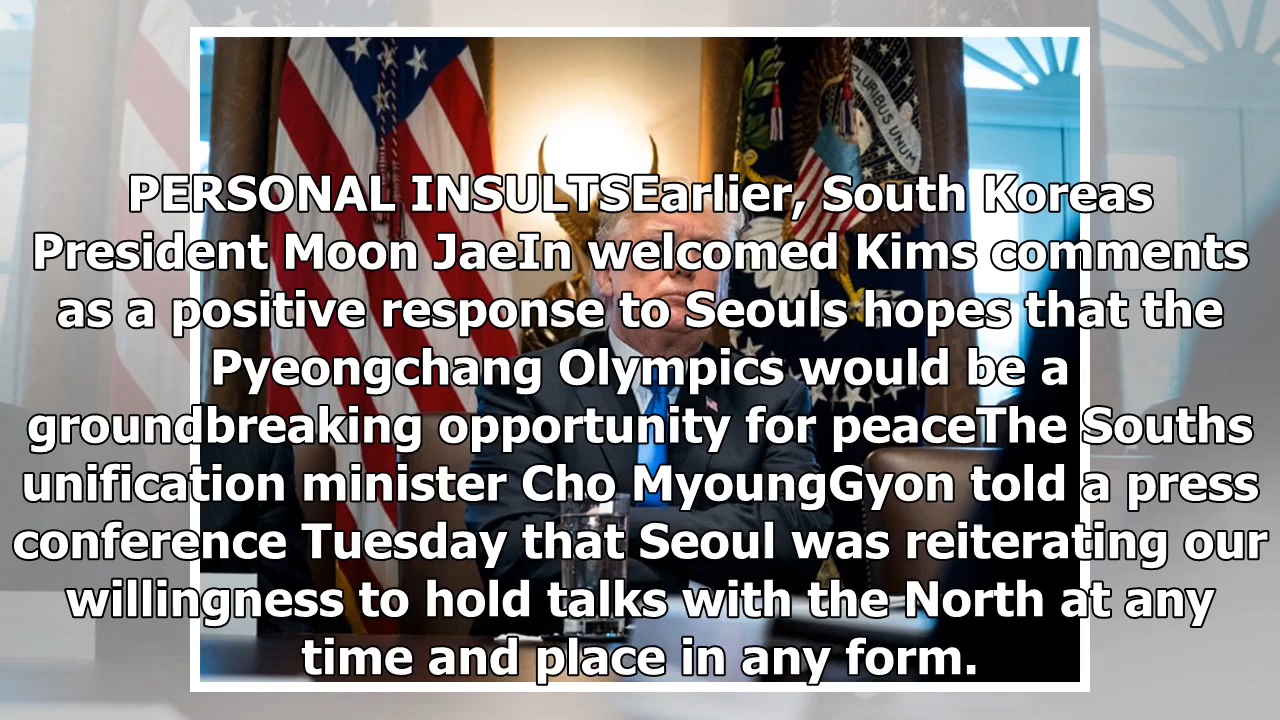 PLURIBUS UNUM
PERSONAL INSULTSEarlier, South Koreas
President Moon JaeIn welcomed Kims comments
as a positive response to Seouls hopes that the
Pyeongchang Olympics would be a
groundbreaking opportunity for peaceThe Souths
unification minister Cho MyoungGyon told a press
conference Tuesday that Seoul was reiterating our
willingness to hold talks with the North at any
time and place in any form.